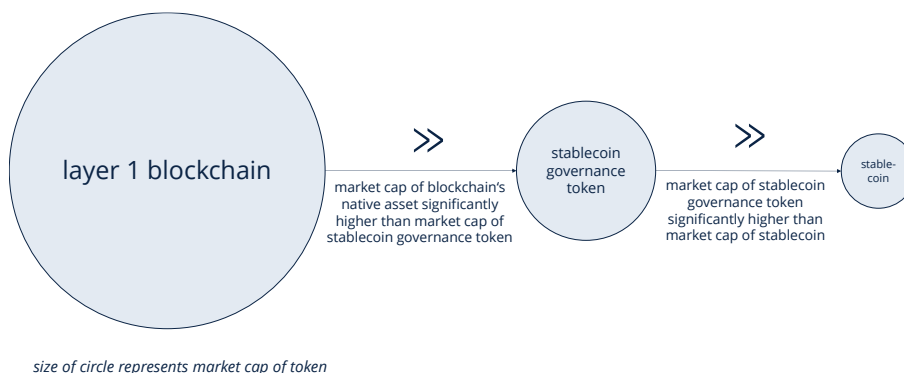 layer 1 blockchain
≫
market cap of blockchain's
native asset significantly
higher than market cap of
stablecoin governance token
stablecoin
governance
token
≫
market cap of stablecoin
governance token
significantly higher than
market cap of stablecoin
stable-
coin
size of circle represents market cap of token